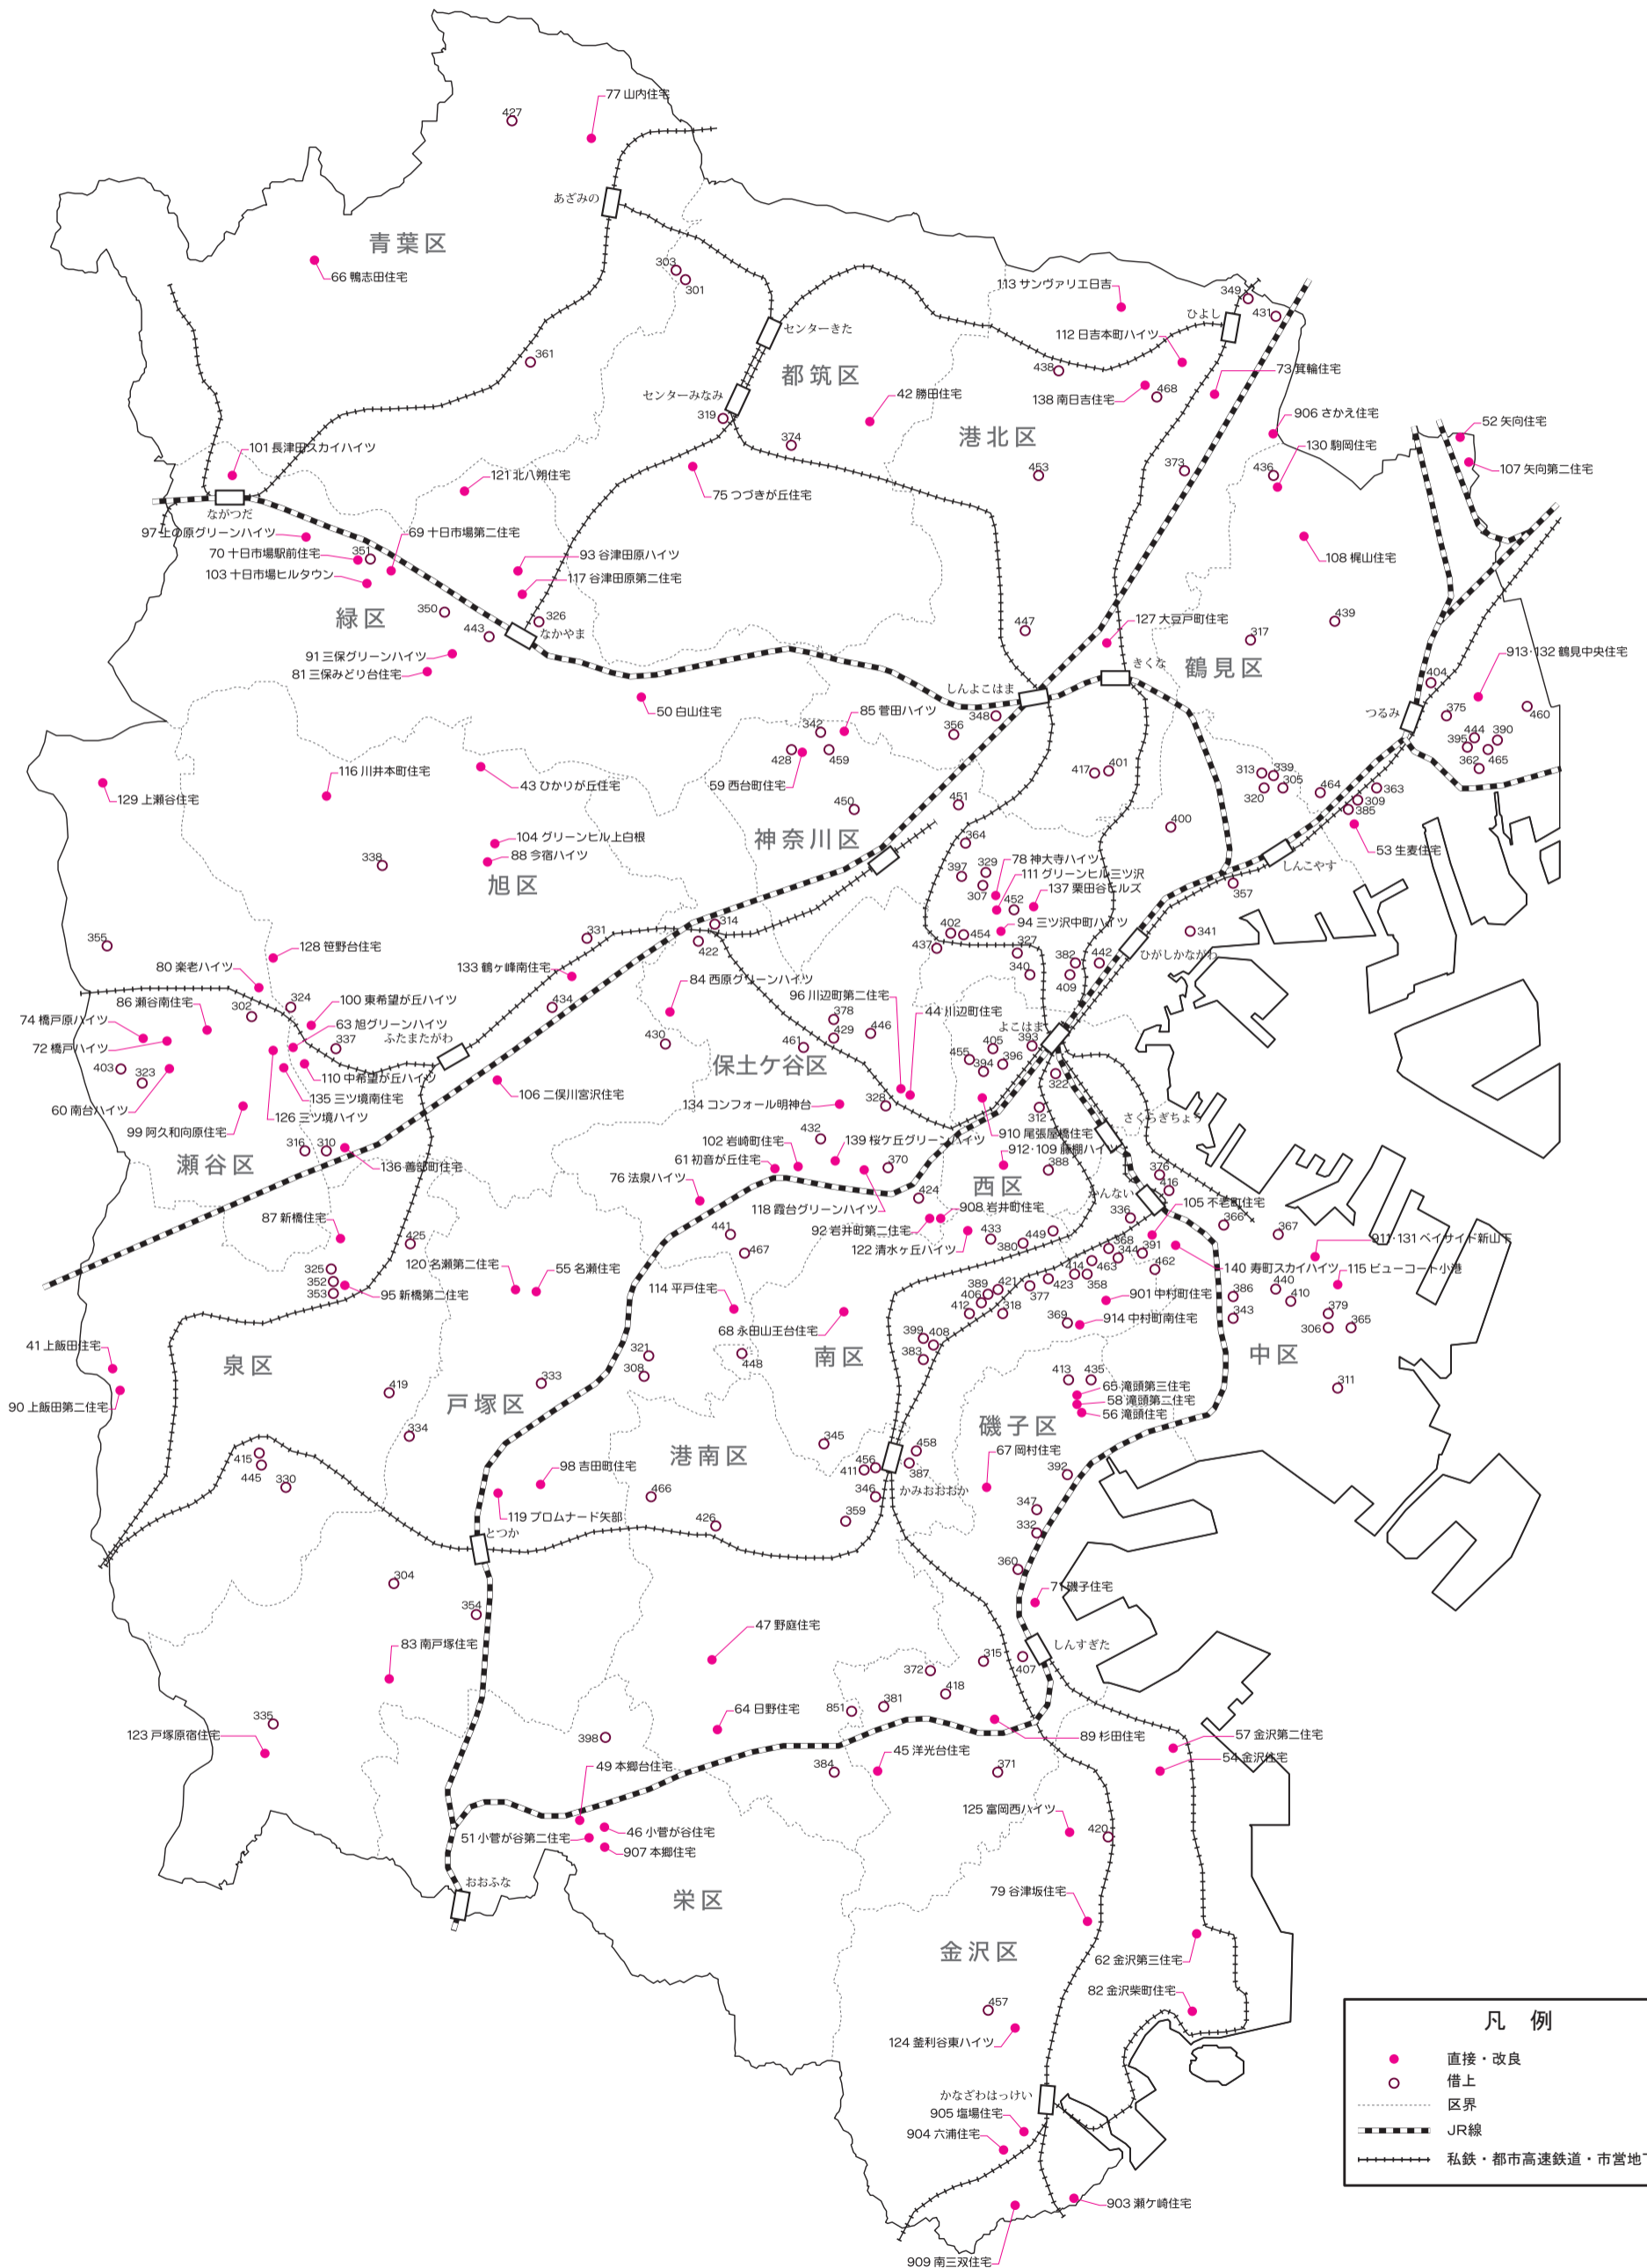 77 山内住宅
427
あざみの
青葉区
303
301
66 鴨志田住宅
113 サンヴァリエ日吉
349
431
ひよし
センターきた
112 日吉本町ハイツ
361
438
都筑区
73 箕輪住宅
センターみなみ
138 南日吉住宅
468
42 勝田住宅
319
906 さかえ住宅
52 矢向住宅
港北区
374
130 駒岡住宅
101 長津田スカイハイツ
107 矢向第二住宅
121 北八朔住宅
453
373
436
75 つづきが丘住宅
ながつだ
97 上の原グリーンハイツ
69 十日市場第二住宅
70 十日市場駅前住宅
351
93 谷津田原ハイツ
108 梶山住宅
103 十日市場ヒルタウン
117 谷津田原第二住宅
緑区
350
326
443
なかやま
447
127 大豆戸町住宅
439
317
91 三保グリーンハイツ
913・132 鶴見中央住宅
81 三保みどり台住宅
きくな
鶴見区
404
しんよこはま
50 白山住宅
348
85 菅田ハイツ
つるみ
375
460
342
356
444
390
395
428
459
362
465
116 川井本町住宅
43 ひかりが丘住宅
59 西台町住宅
417
401
313
339
305
129 上瀬谷住宅
320
464
363
309
450
451
385
104 グリーンヒル上白根
神奈川区
400
53 生麦住宅
88 今宿ハイツ
364
338
旭区
397
329
78 神大寺ハイツ
しんこやす
307
111 グリーンヒル三ツ沢
137 栗田谷ヒルズ
357
452
94 三ツ沢中町ハイツ
355
331
314
402
341
128 笹野台住宅
422
437
454
327
ひがしかながわ
80 楽老ハイツ
133 鶴ヶ峰南住宅
84 西原グリーンハイツ
340
382
442
409
86 瀬谷南住宅
324
100 東希望が丘ハイツ
96 川辺町第二住宅
74 橋戸原ハイツ
302
434
44 川辺町住宅
63 旭グリーンハイツ
378
72 橋戸ハイツ
ふたまたがわ
430
429
446
よこはま
337
461
405
393
403
323
保土ケ谷区
455
394
396
110 中希望が丘ハイツ
322
60 南台ハイツ
135 三ツ境南住宅
106 二俣川宮沢住宅
134 コンフォール明神台
328
312
99 阿久和向原住宅
126 三ツ境ハイツ
910 尾張屋橋住宅
さくらぎちょう
102 岩崎町住宅
432
139 桜ケ丘グリーンハイツ
912・109 藤棚ハイツ
316
310
瀬谷区
136 善部町住宅
61 初音が丘住宅
370
388
76 法泉ハイツ
西区
376
416
118 霞台グリーンハイツ
424
かんない
105 不老町住宅
908 岩井町住宅
336
87 新橋住宅
441
92 岩井町第二住宅
433
449
366
367
425
467
122 清水ヶ丘ハイツ
380
368
344
391
911・131 ベイサイド新山下
325
120 名瀬第二住宅
55 名瀬住宅
414
463
462
140 寿町スカイハイツ
115 ビューコート小港
352
389
421
423
358
440
353
95 新橋第二住宅
114 平戸住宅
406
377
901 中村町住宅
386
410
412
318
343
379
68 永田山王台住宅
369
914 中村町南住宅
306
365
399
408
41 上飯田住宅
泉区
321
南区
383
中区
308
448
333
413
435
311
90 上飯田第二住宅
419
戸塚区
65 滝頭第三住宅
58 滝頭第二住宅
56 滝頭住宅
334
磯子区
港南区
345
458
415
67 岡村住宅
98 吉田町住宅
456
392
445
330
411
387
466
346
かみおおおか
119 プロムナード矢部
359
347
とつか
426
332
304
360
354
71 磯子住宅
47 野庭住宅
83 南戸塚住宅
しんすぎた
315
407
372
64 日野住宅
418
851
381
335
123 戸塚原宿住宅
398
89 杉田住宅
57 金沢第二住宅
49 本郷台住宅
45 洋光台住宅
54 金沢住宅
384
371
125 富岡西ハイツ
46 小菅が谷住宅
420
51 小菅が谷第二住宅
907 本郷住宅
おおふな
栄区
79 谷津坂住宅
金沢区
62 金沢第三住宅
82 金沢柴町住宅
457
凡 例
124 釜利谷東ハイツ
直接・改良
借上
かなざわはっけい
区界
905 塩場住宅
JR線
904 六浦住宅
私鉄・都市高速鉄道・市営地下
903 瀬ケ崎住宅
909 南三双住宅